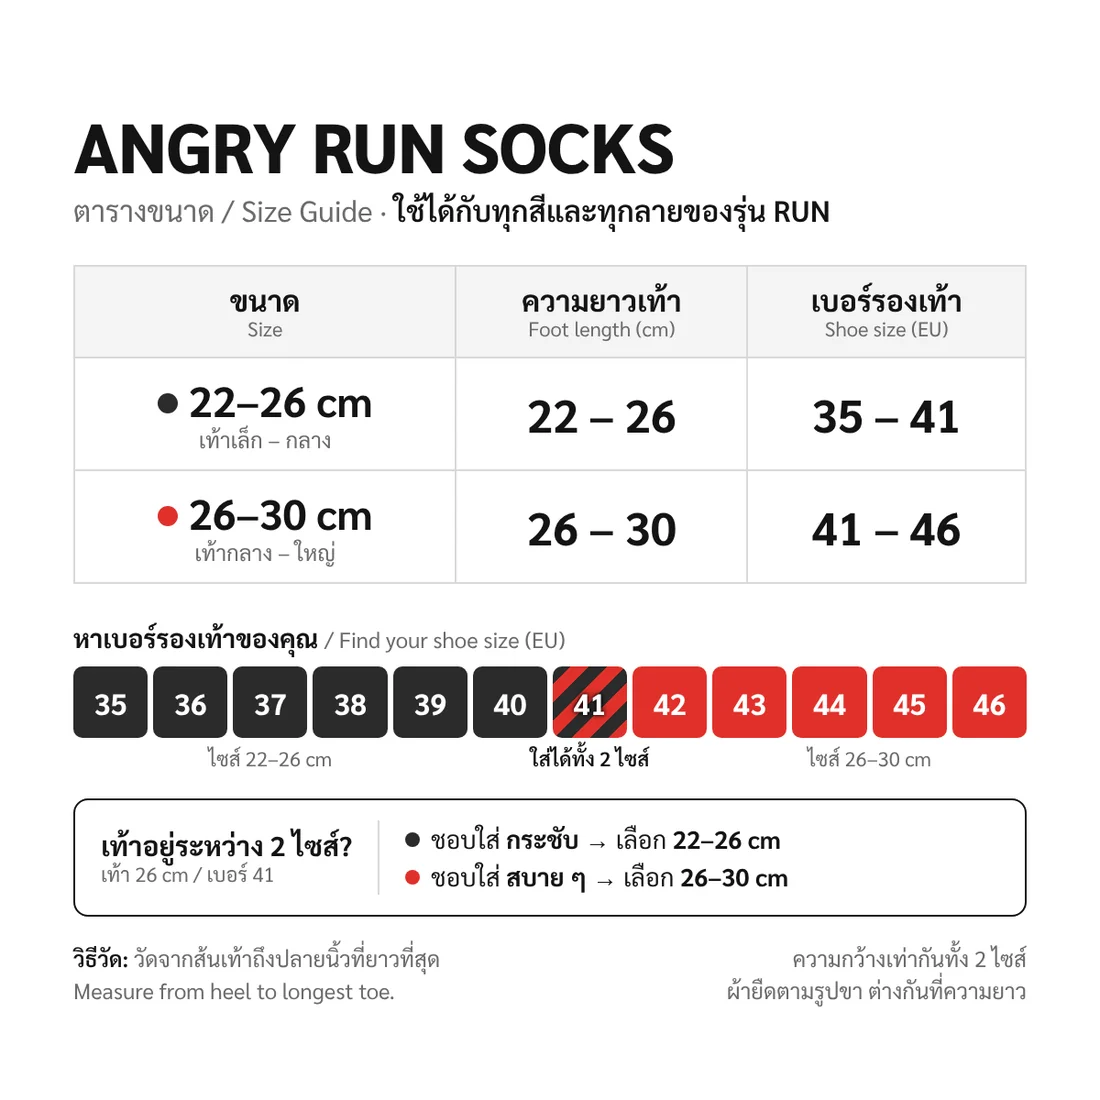 ANGRY RUN SOCKS
ตารางขนาด / Size Guide · ใช้ได้กับทุกสีและทุกลายของรุ่น RUN
ขนาด ความยาวเท้า เบอร์รองเท้า
Size Foot length (cm) Shoe size (EU)
22–26 cm 22 – 26 35 – 41
เท้าเล็ก – กลาง
26–30 cm 26 – 30 41 – 46
เท้ากลาง – ใหญ่
หาเบอร์รองเท้าของคุณ / Find your shoe size (EU)
35 36 37 38 39 40 41 42 43 44 45 46
ไซส์ 22–26 cm ใส่ได้ทั้ง 2 ไซส์ ไซส์ 26–30 cm
เท้าอยู่ระหว่าง 2 ไซส์?
เท้า 26 cm / เบอร์ 41
ชอบใส่ กระชับ → เลือก 22–26 cm
ชอบใส่ สบาย ๆ → เลือก 26–30 cm
วิธีวัด: วัดจากส้นเท้าถึงปลายนิ้วที่ยาวที่สุด
Measure from heel to longest toe.
ความกว้างเท่ากันทั้ง 2 ไซส์
ผ้ายืดตามรูปขา ต่างกันที่ความยาว